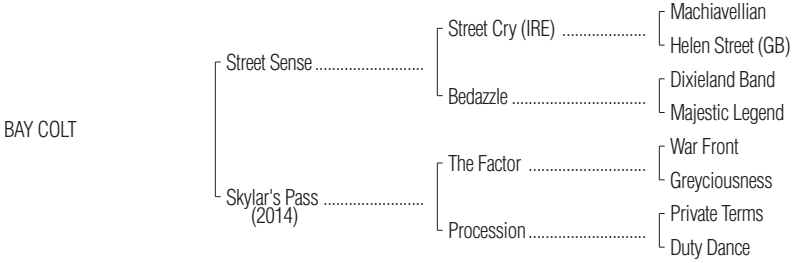 Machiavellian
Street Cry (IRE) ....................
Helen Street (GB)
Street Sense ..........................
Dixieland Band
Bedazzle ................................
Majestic Legend
BAY COLT
War Front
The Factor ............................
Greyciousness
Skylar's Pass ........................
(2014)
Private Terms
Procession ............................
Duty Dance